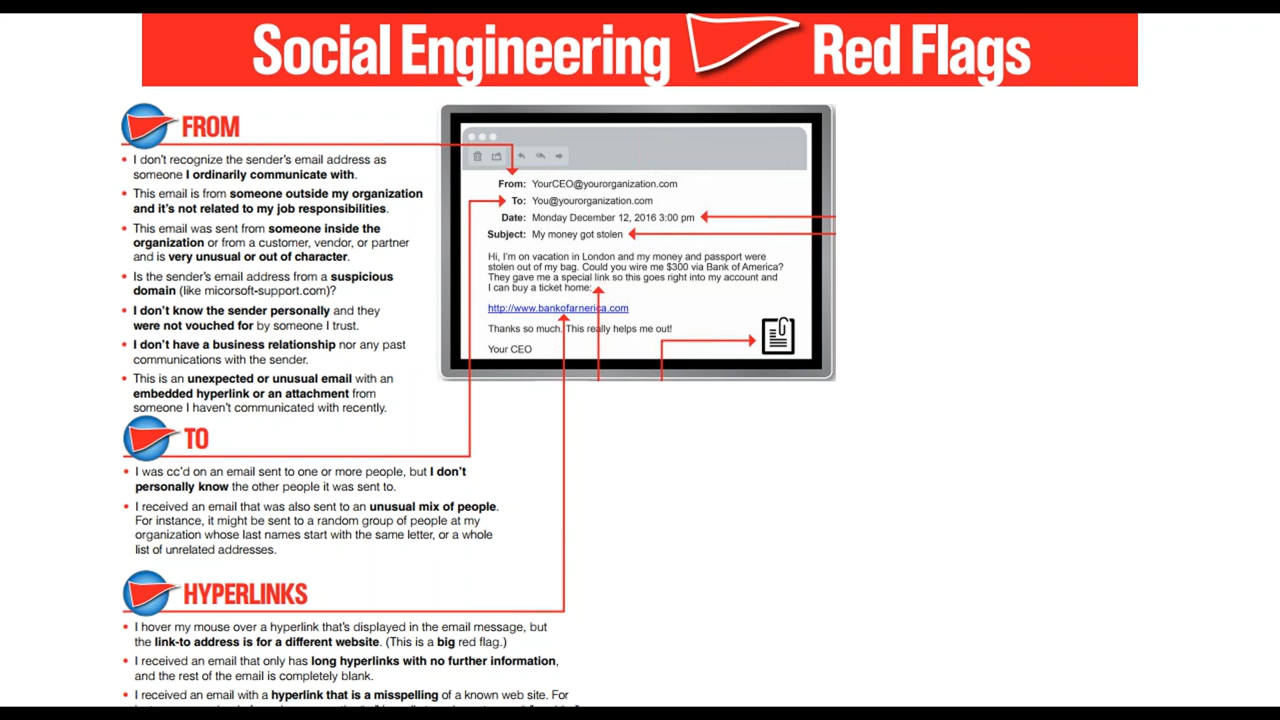 Social Engineering Red Flags
FROM
• I don't recognize the sender's email address as
someone I ordinarily communicate with.
• This email is from someone outside my organization
and it's not related to my job responsibilities.
• This email was sent from someone inside the
organization or from a customer, vendor, or partner
and is very unusual or out of character.
• Is the sender's email address from a suspicious
domain (like micorsoft-support.com)?
• I don't know the sender personally and they
were not vouched for by someone I trust.
• I don't have a business relationship nor any past
communications with the sender.
• This is an unexpected or unusual email with an
embedded hyperlink or an attachment from
someone I haven't communicated with recently.
From: YourCEO@yourorganization.com
To: You@yourorganization.com
Date: Monday December 12, 2016 3:00 pm
Subject: My money got stolen
Hi, I'm on vacation in London and my money and passport were
stolen out of my bag. Could you wire me $300 via Bank of America?
They gave me a special link so this goes right into my account and
I can buy a ticket home:
http://www.bankofarnerica.com
Thanks so much. This really helps me out!
Your CEO
TO
• I was cc'd on an email sent to one or more people, but I don't
personally know the other people it was sent to.
• I received an email that was also sent to an unusual mix of people.
For instance, it might be sent to a random group of people at my
organization whose last names start with the same letter, or a whole
list of unrelated addresses.
HYPERLINKS
• I hover my mouse over a hyperlink that's displayed in the email message, but
the link-to address is for a different website. (This is a big red flag.)
• I received an email that only has long hyperlinks with no further information,
and the rest of the email is completely blank.
• I received an email with a hyperlink that is a misspelling of a known web site. For